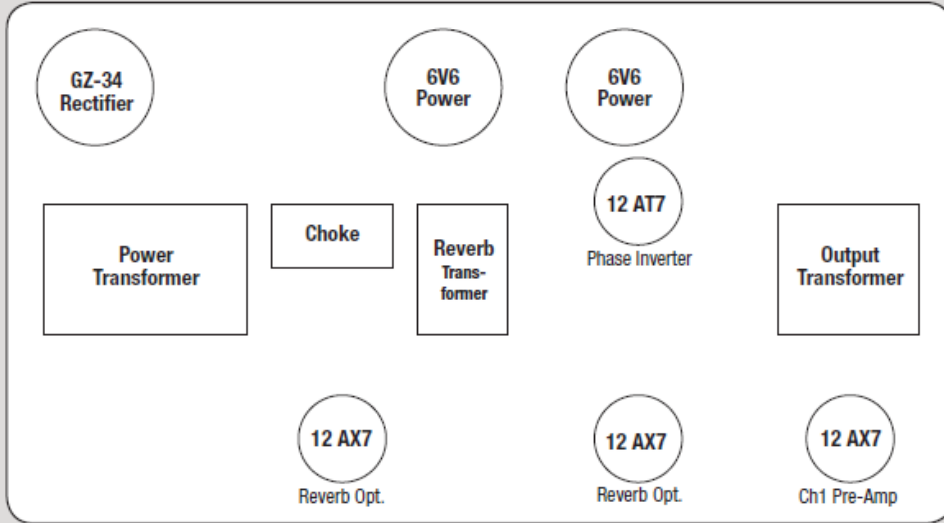 GZ-34
Rectifier
6V6
Power
6V6
Power
12 AT7
Phase Inverter
Power
Transformer
Choke
Reverb
Trans-
former
Output
Transformer
12 AX7
Reverb Opt.
12 AX7
Reverb Opt.
12 AX7
Ch1 Pre-Amp